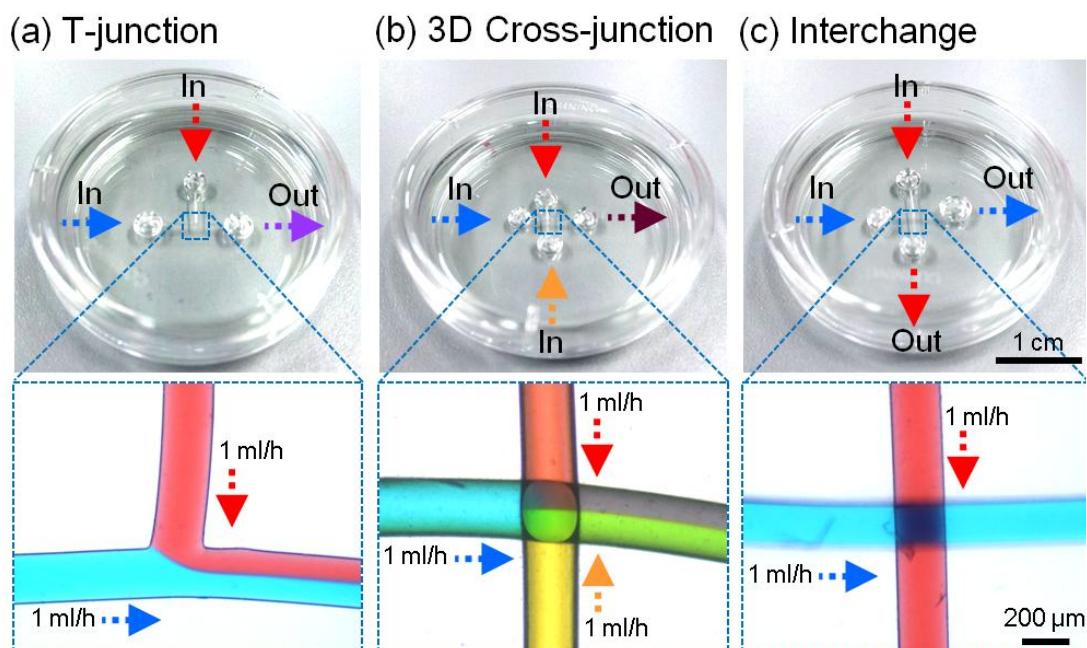 (a) T-junction
(b) 3D Cross-junction
(c) Interchange
In
In
Out
In
In
Out
In
In
In
Out
Out
1 cm
1 ml/h
1 ml/h
1 ml/h
1 ml/h
1 ml/h
1 ml/h
1 ml/h
200 µm